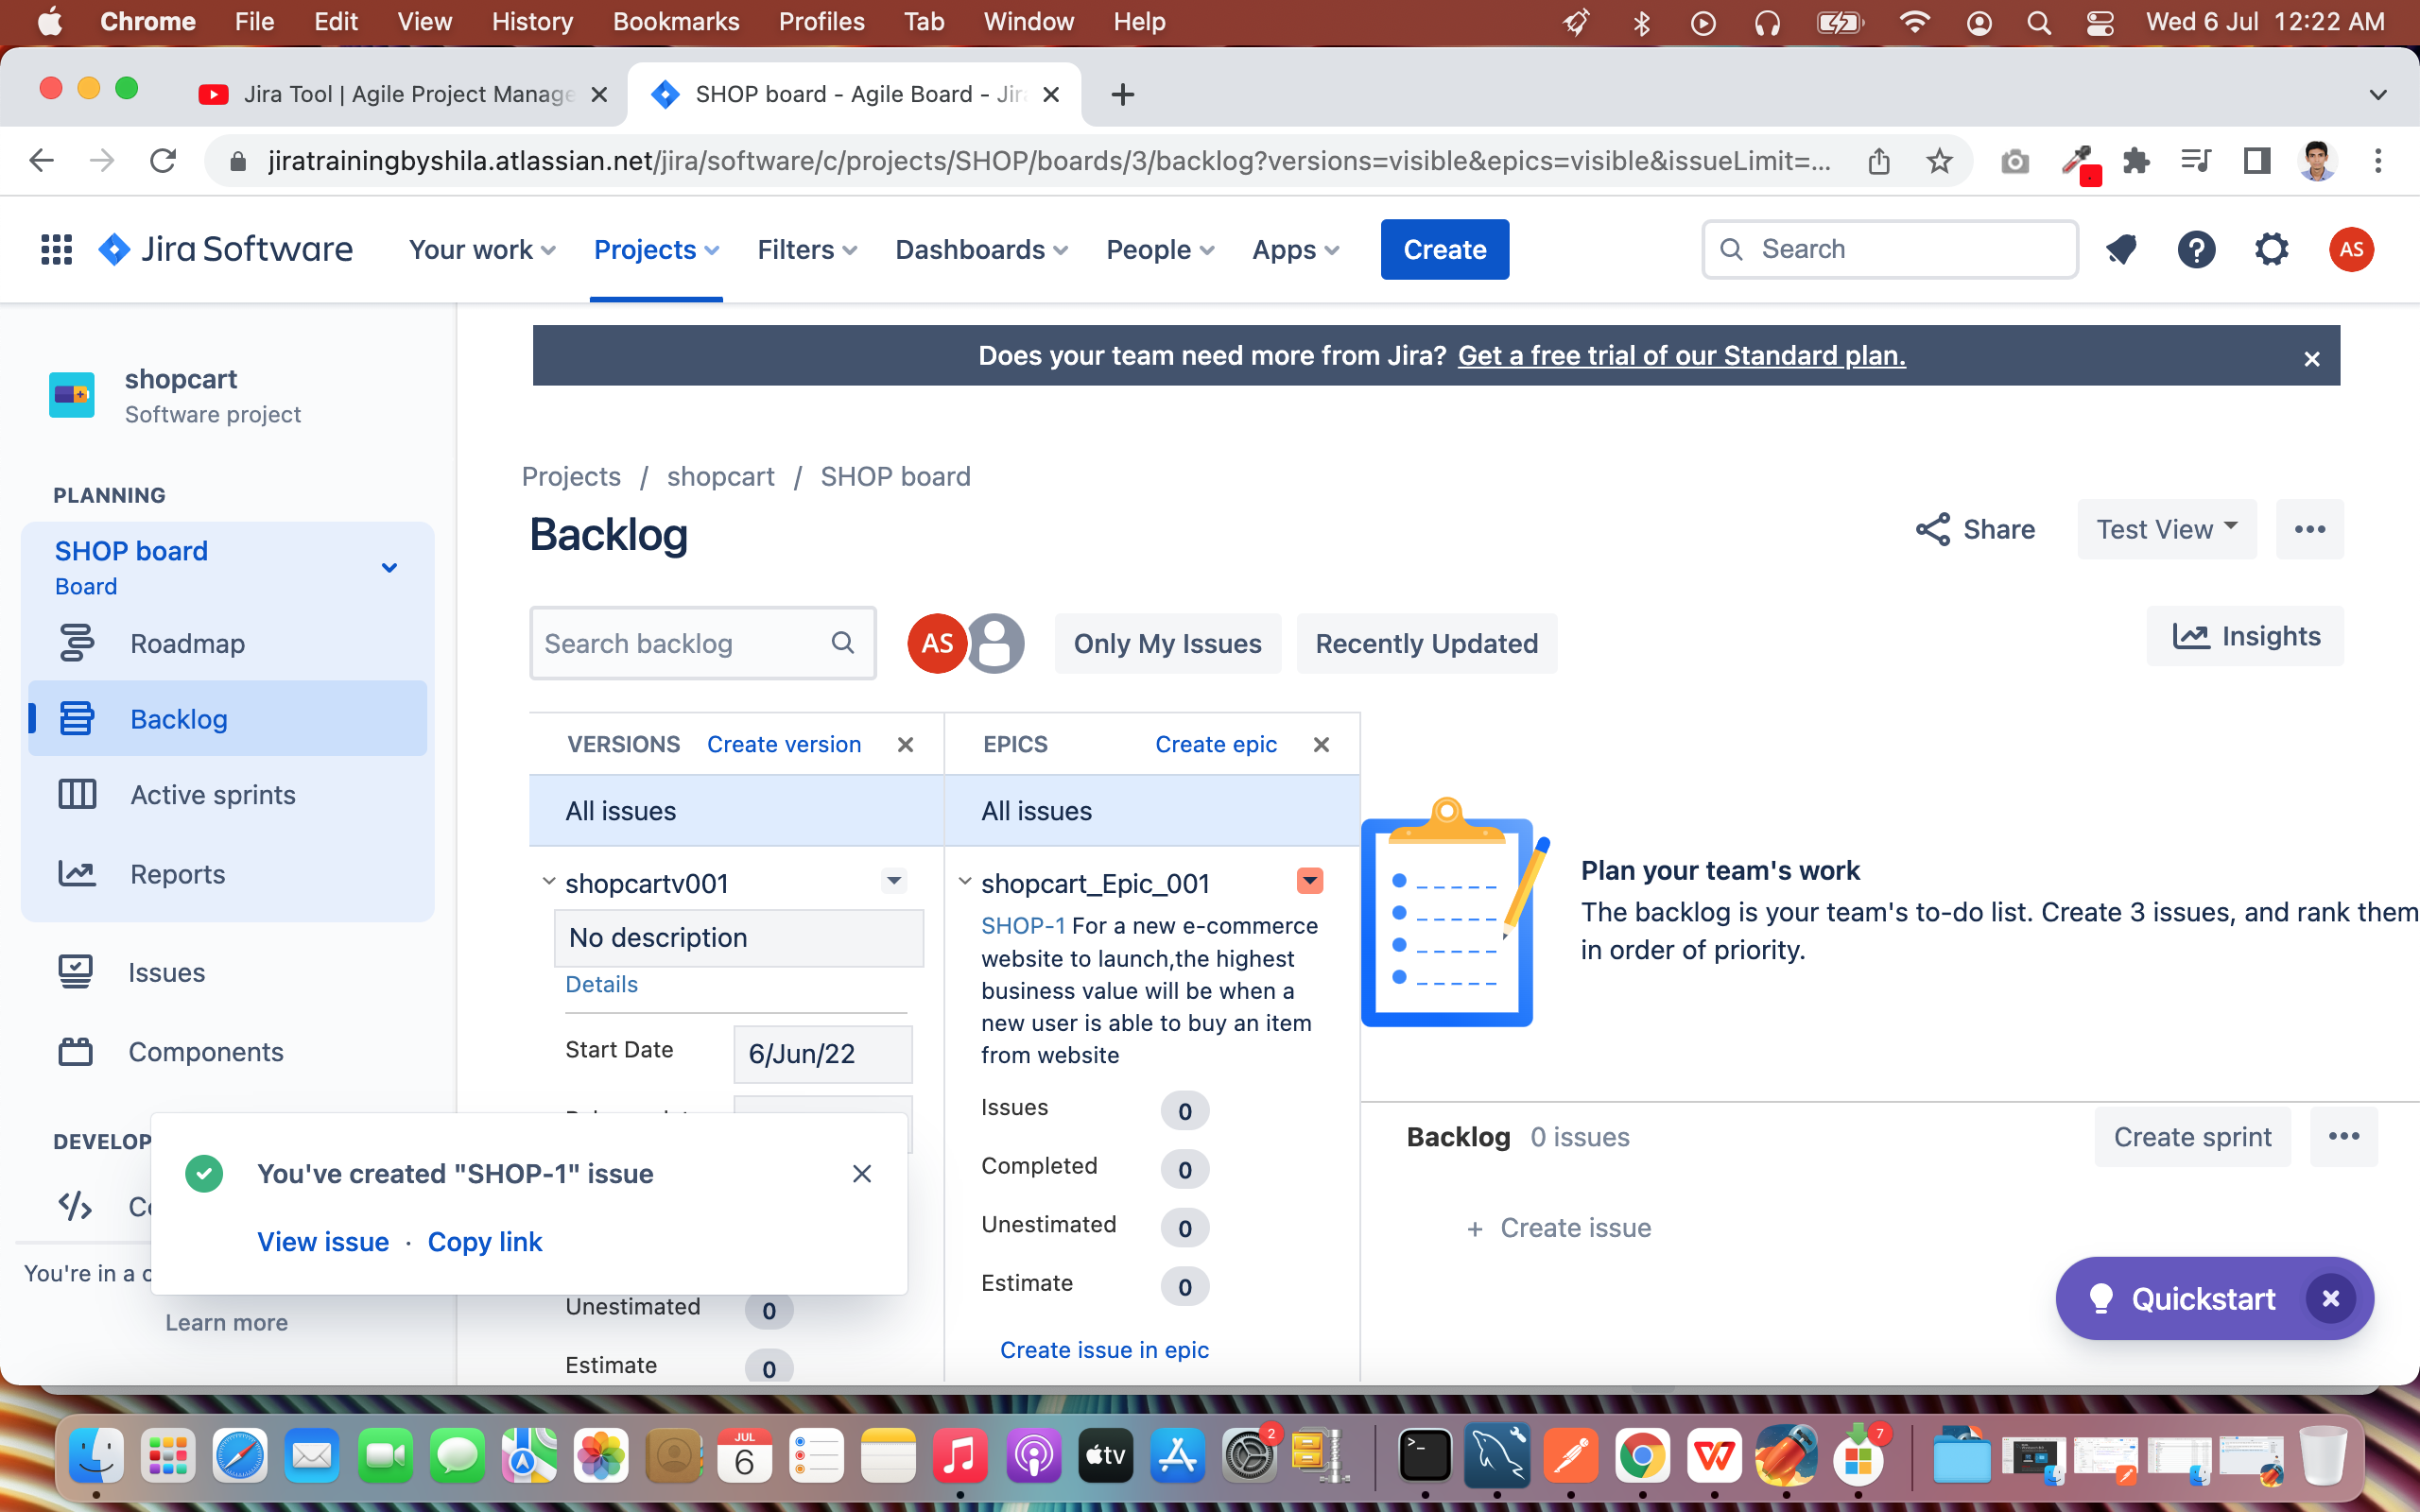 Chrome File Edit View History Bookmarks Profiles Tab Window Help Wed 6 Jul 12:22 AM
Jira Tool | Agile Project Manage
SHOP board - Agile Board - Jir
jiratrainingbyshila.atlassian.net/jira/software/c/projects/SHOP/boards/3/backlog?versions=visible&epics=visible&issueLimit=...
Jira Software Your work Projects Filters Dashboards People Apps Create Search AS
Does your team need more from Jira? Get a free trial of our Standard plan.
shopcart
Software project
PLANNING
SHOP board
Board
Roadmap
Backlog
Active sprints
Reports
Issues
Components
DEVELOP
You're in a c
Learn more
Projects / shopcart / SHOP board
Backlog
Share Test View
Search backlog AS Only My Issues Recently Updated Insights
VERSIONS Create version
All issues
shopcartv001
No description
Details
Start Date 6/Jun/22
Unestimated 0
Estimate 0
EPICS Create epic
All issues
shopcart_Epic_001
SHOP-1 For a new e-commerce
website to launch,the highest
business value will be when a
new user is able to buy an item
from website
Issues 0
Completed 0
Unestimated 0
Estimate 0
Create issue in epic
Plan your team's work
The backlog is your team's to-do list. Create 3 issues, and rank them
in order of priority.
Backlog 0 issues Create sprint
+ Create issue
Quickstart
You've created "SHOP-1" issue
View issue · Copy link
JUL
6
tv
2
7